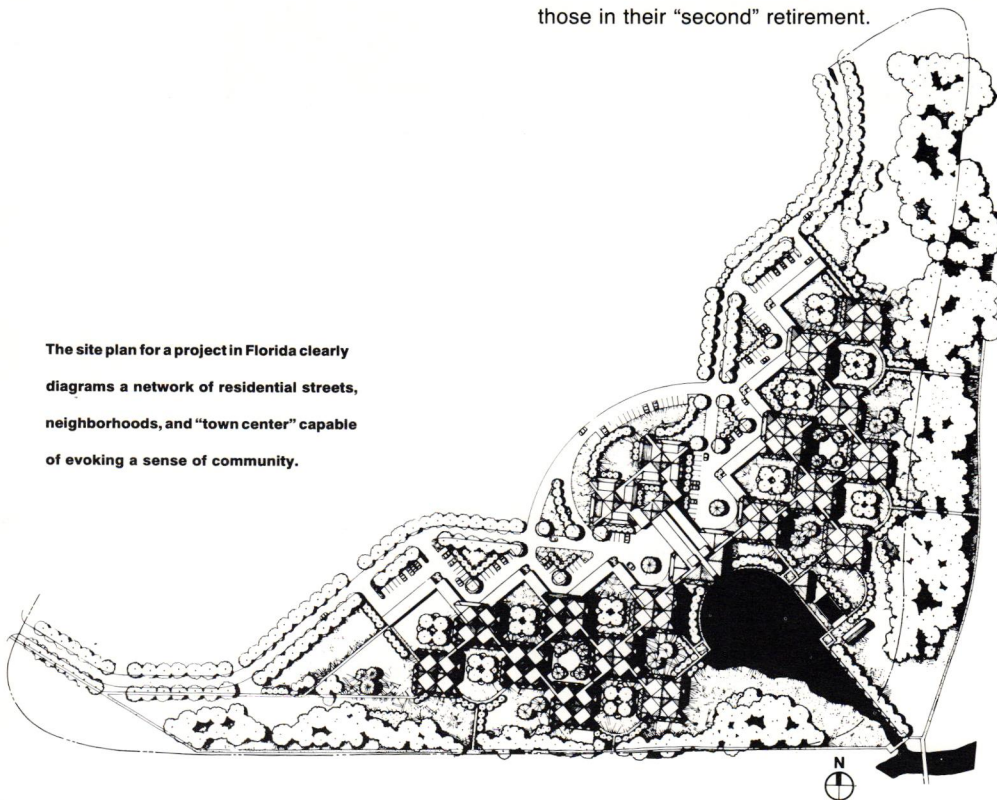 those in their “second” retirement.
The site plan for a project in Florida clearly
diagrams a network of residential streets,
neighborhoods, and “town center” capable
of evoking a sense of community.
N